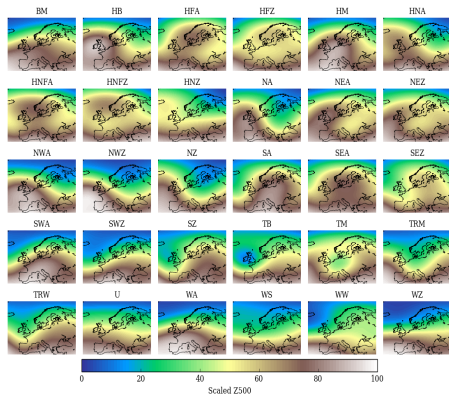 BM HB HFA HFZ HM HNA
HNFA HNFZ HNZ NA NEA NEZ
NWA NWZ NZ SA SEA SEZ
SWA SWZ SZ TB TM TRM
TRW U WA WS WW WZ
0 20 40 60 80 100
Scaled Z500